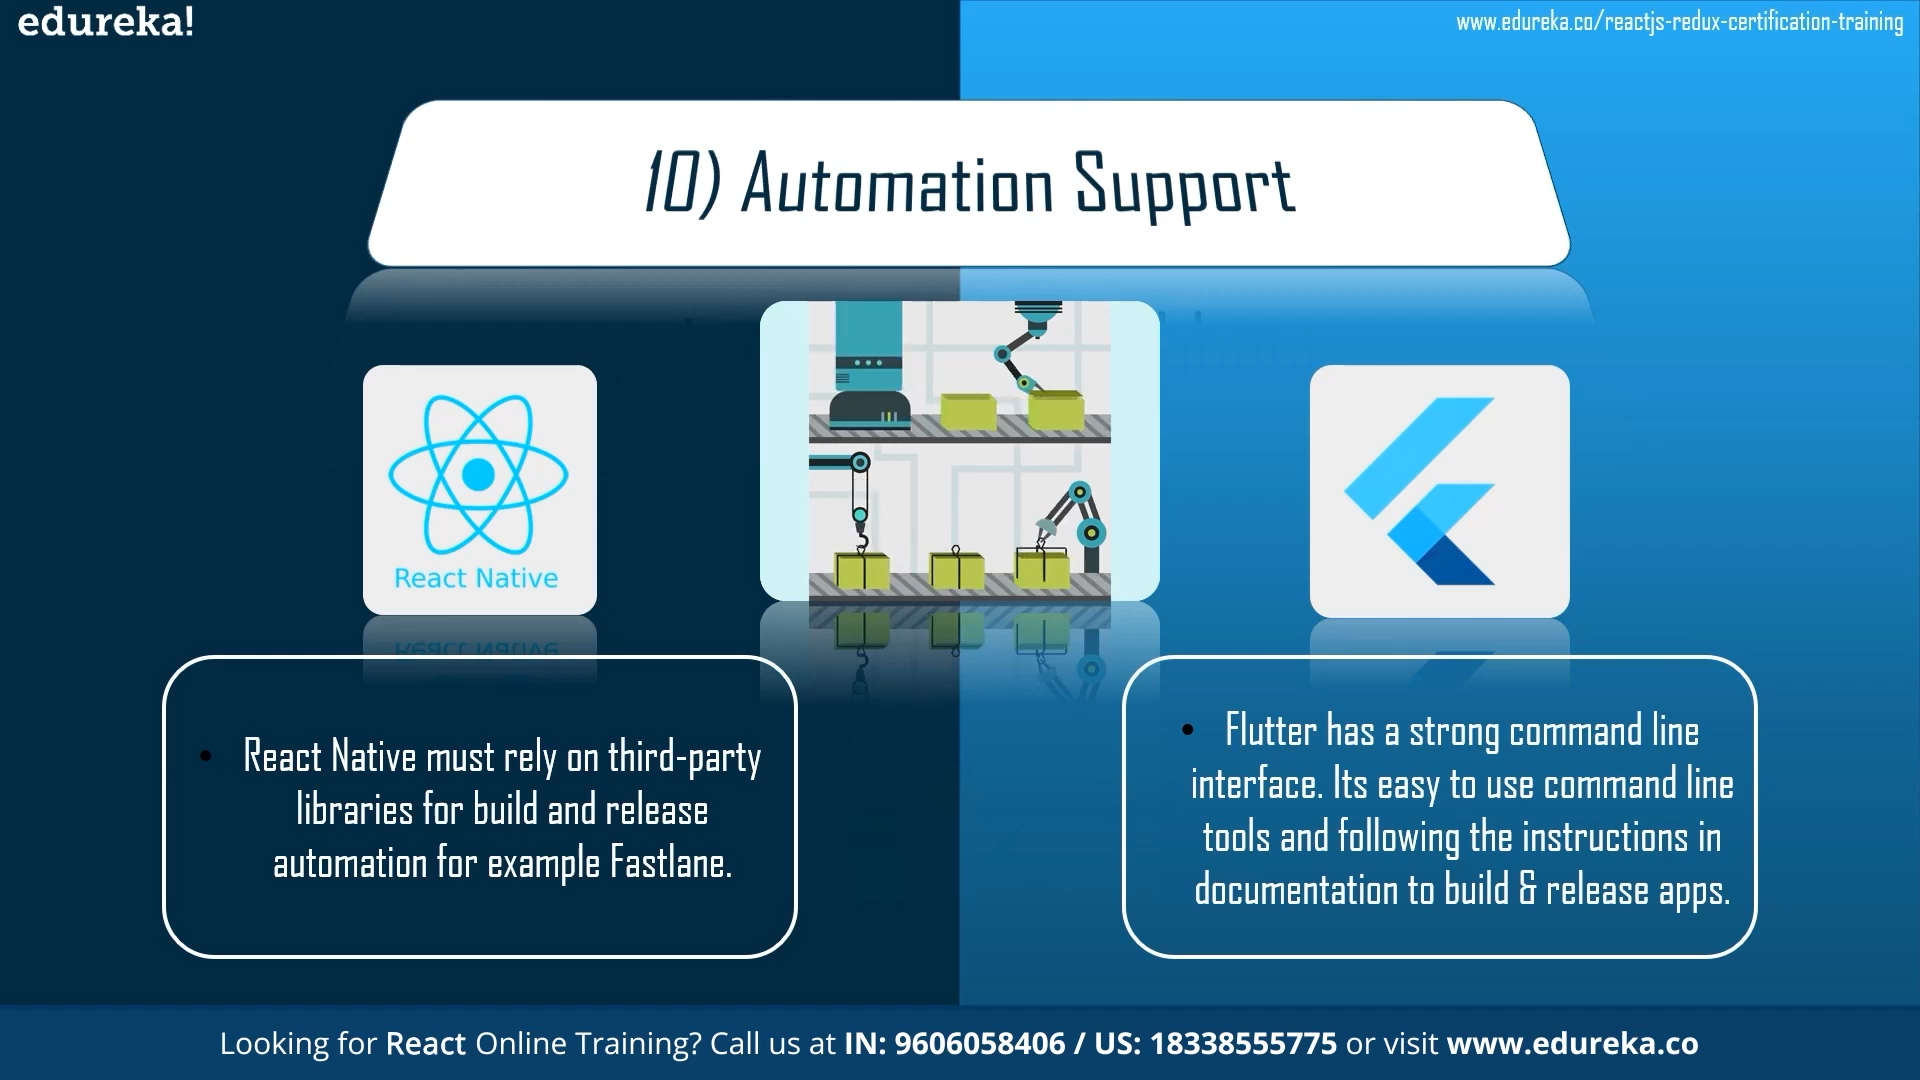 edureka!
www.edureka.co/reactjs-redux-certification-training
10) Automation Support
React Native
• React Native must rely on third-party
libraries for build and release
automation for example Fastlane.
• Flutter has a strong command line
interface. Its easy to use command line
tools and following the instructions in
documentation to build & release apps.
Looking for React Online Training? Call us at IN: 9606058406 / US: 18338555775 or visit www.edureka.co